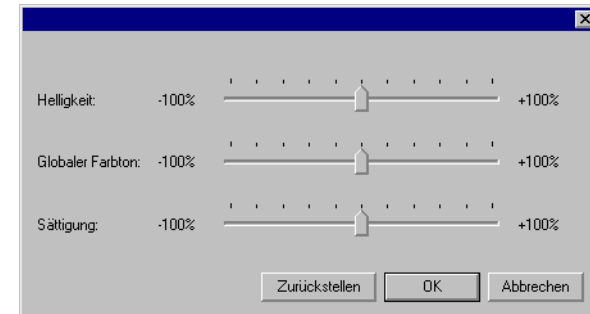 Helligkeit: -100% +100%
Globaler Farbton: -100% +100%
Sättigung: -100% +100%
Zurückstellen OK Abbrechen